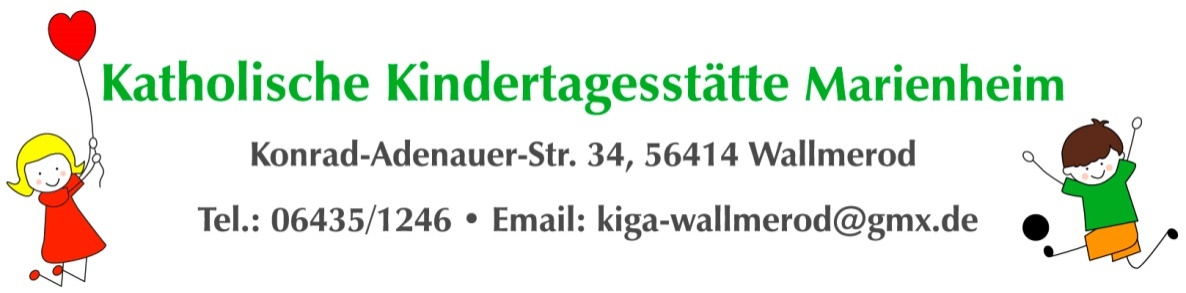 Katholische Kindertagesstätte Marienheim
Konrad-Adenauer-Str. 34, 56414 Wallmerod
Tel.: 06435/1246 • Email: kiga-wallmerod@gmx.de